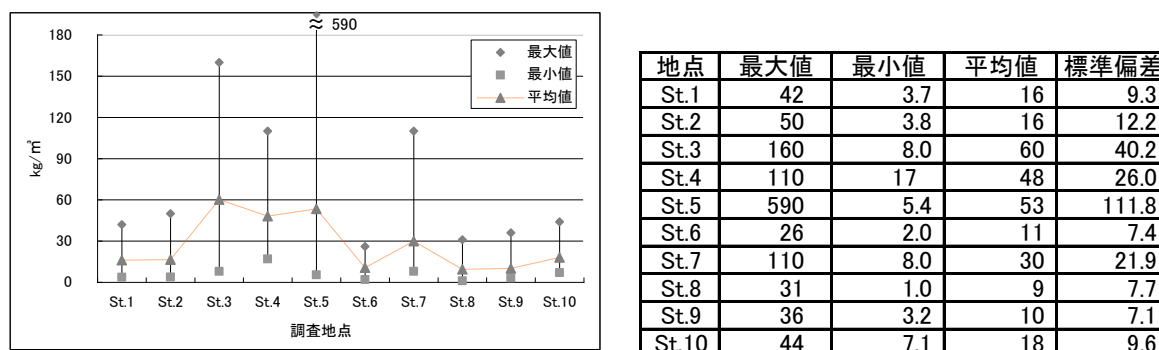 ≈ 590
180
150
120
90
60
30
0
kg/㎡
最大値
最小値
平均値
St.1 St.2 St.3 St.4 St.5 St.6 St.7 St.8 St.9 St.10
調査地点
地点 最大値 最小値 平均値 標準偏差
St.1 42 3.7 16 9.3
St.2 50 3.8 16 12.2
St.3 160 8.0 60 40.2
St.4 110 17 48 26.0
St.5 590 5.4 53 111.8
St.6 26 2.0 11 7.4
St.7 110 8.0 30 21.9
St.8 31 1.0 9 7.7
St.9 36 3.2 10 7.1
St.10 44 7.1 18 9.6